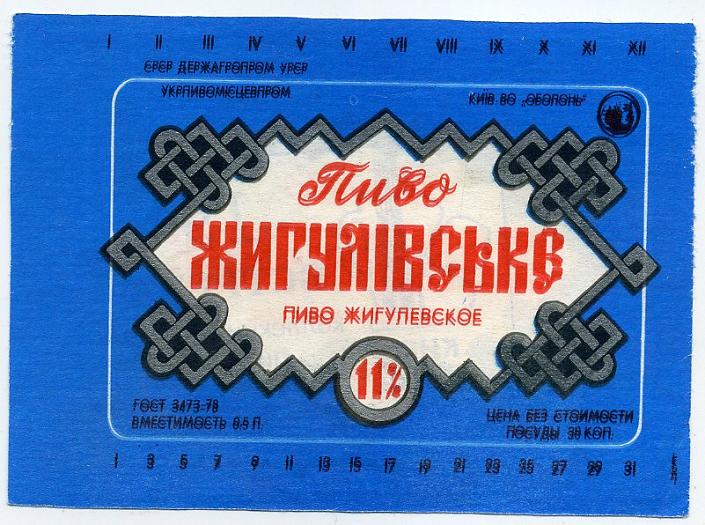 I II III IV V VI VII VIII IX X XI XII
СРСР ДЕРЖАГРОПРОМ УРСР
УКРПИВОМІСЦЕВПРОМ
КИЇВ ВО „ОБОЛОНЬ"
Пиво
ЖИГУЛІВСЬКЕ
ПИВО ЖИГУЛЕВСКОЕ
11%
ГОСТ 3473-78
ВМЕСТИМОСТЬ 0,5 Л.
ЦЕНА БЕЗ СТОИМОСТИ
ПОСУДЫ 38 КОП.
1 3 5 7 9 11 13 15 17 19 21 23 25 27 29 31